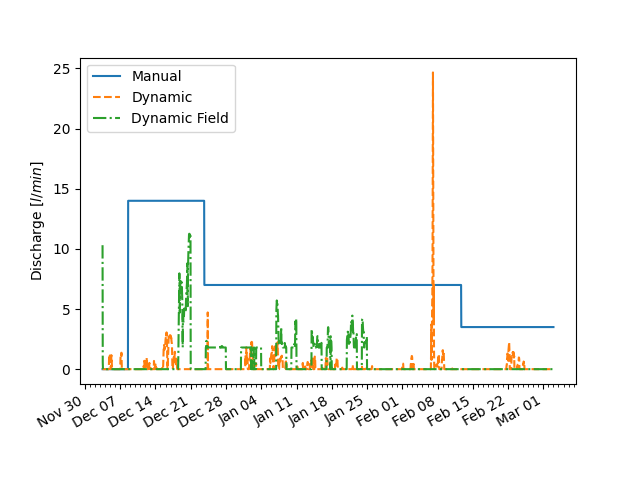 Manual
Dynamic
Dynamic Field
Discharge [l/min]
25
20
15
10
5
0
Nov 30
Dec 07
Dec 14
Dec 21
Dec 28
Jan 04
Jan 11
Jan 18
Jan 25
Feb 01
Feb 08
Feb 15
Feb 22
Mar 01